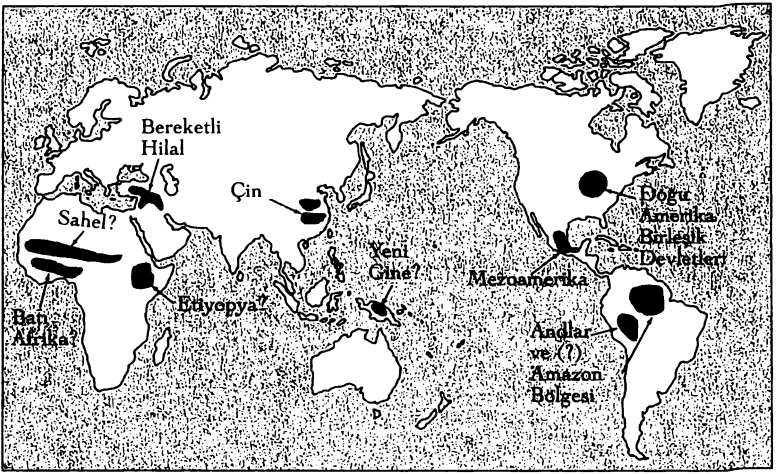 Bereketli
Hilal
Çin
Sahel?
Batı
Afrika?
Etiyopya?
Yeni
Gine?
Doğu
Amerika
Birleşik
Devletleri
Mezoamerika
Andlar
ve (?)
Amazon
Bölgesi